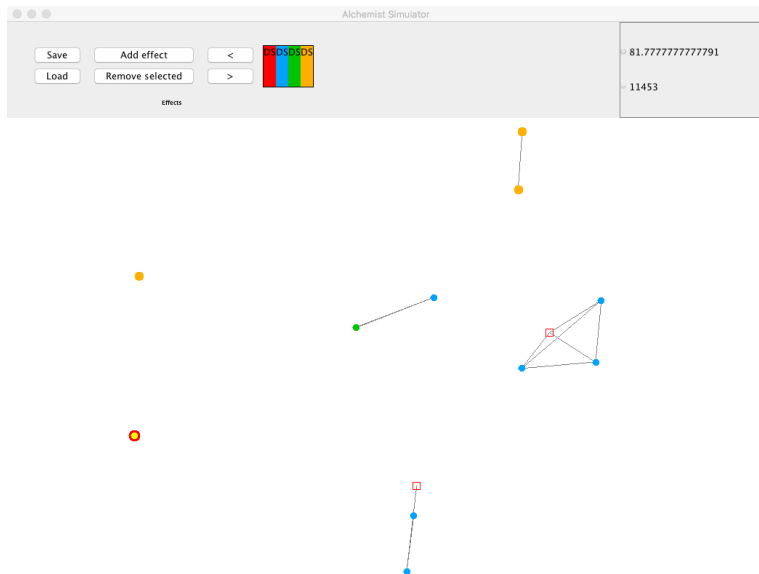 Alchemist Simulator
Save
Add effect
<
DSDSDSDS
81.7777777777791
Load
Remove selected
>
11453
Effects